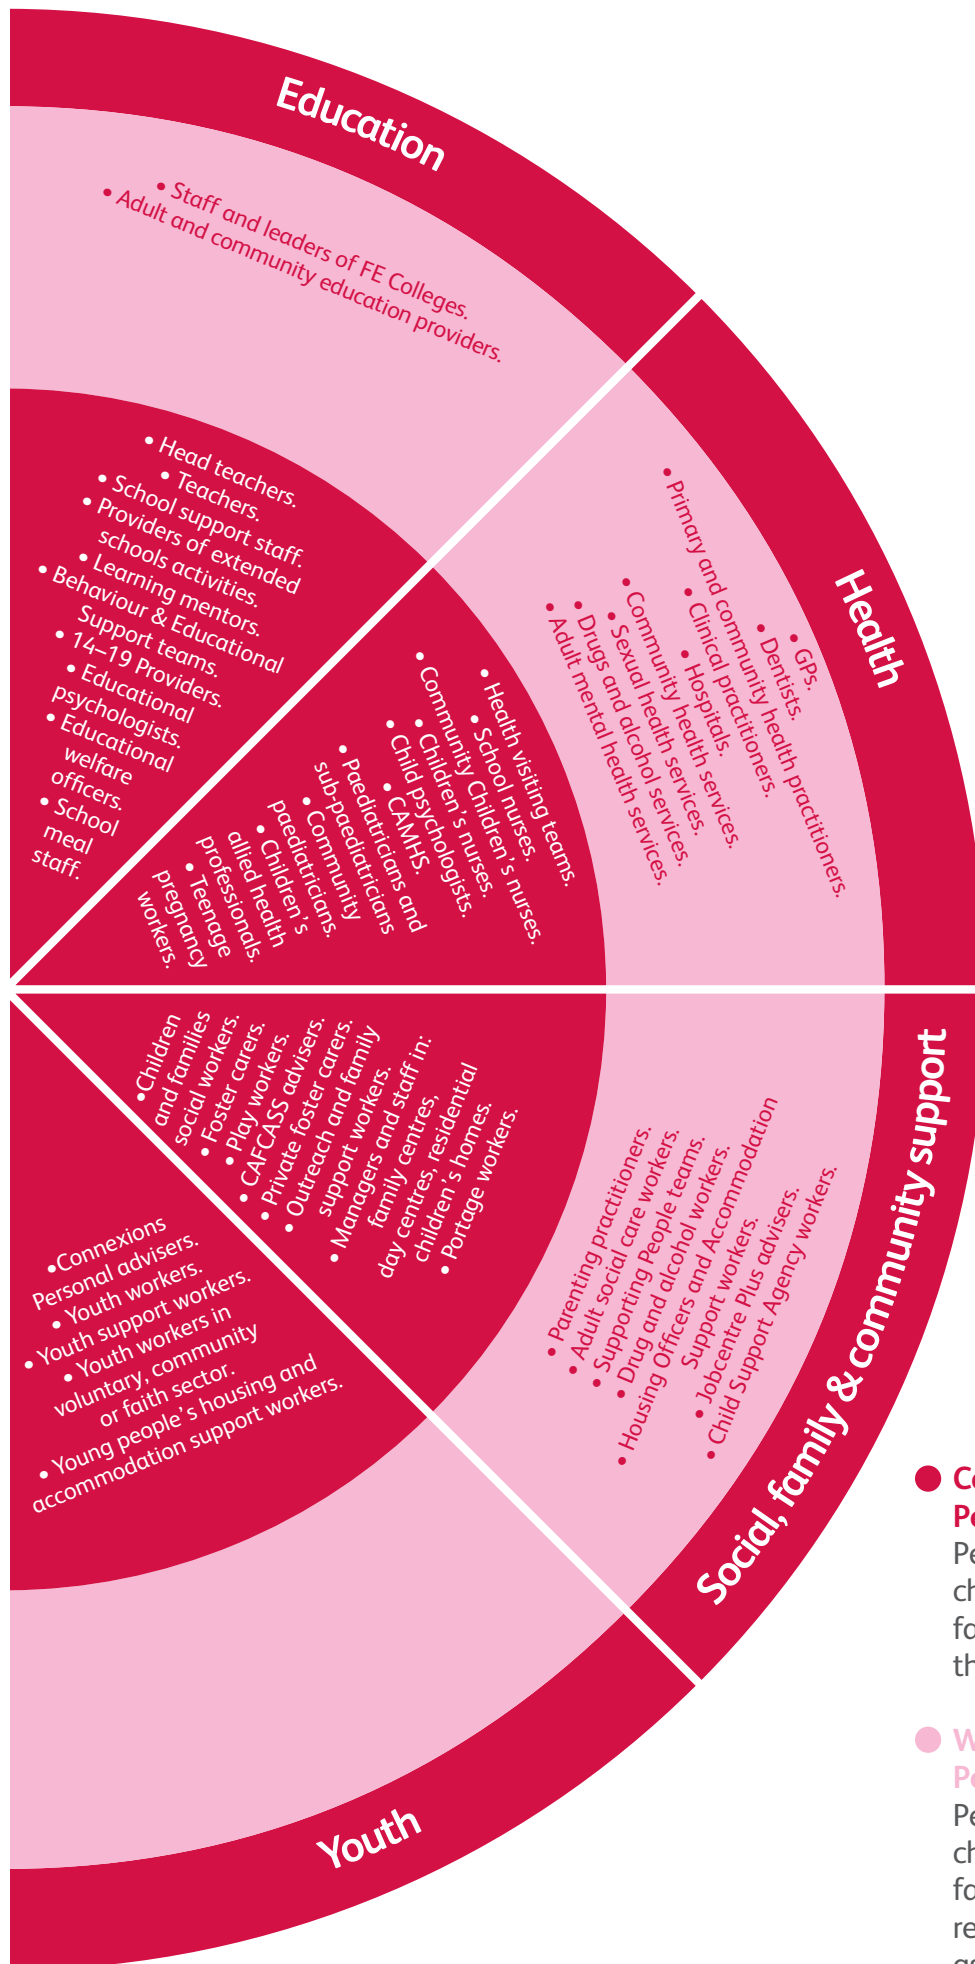 Education
• Staff and leaders of FE Colleges.
• Adult and community education providers.
• Head teachers.
• Teachers.
• School support staff.
• Providers of extended
schools activities.
• Learning mentors.
• Behaviour & Educational
Support teams.
• 14–19 Providers.
• Educational
psychologists.
• Educational
welfare
officers.
• School
meal
staff.
Health
• GPs.
• Dentists.
• Primary and community health practitioners.
• Clinical practitioners.
• Hospitals.
• Community health services.
• Sexual health services.
• Drugs and alcohol services.
• Adult mental health services.
• Health visiting teams.
• School nurses.
• Community Children’s nurses.
• Children’s nurses.
• Child psychologists.
• CAMHS.
• Paediatricians and
sub-paediatricians
• Community
paediatricians.
• Children’s
allied health
professionals.
• Teenage
pregnancy
workers.
Social, family & community support
•Children
and families
social workers.
• Foster carers.
• Play workers.
• CAFCASS advisers.
• Private foster carers.
• Outreach and family
support workers.
• Managers and staff in:
family centres,
day centres, residential
children’s homes.
• Portage workers.
• Parenting practitioners.
• Adult social care workers.
• Supporting People teams.
• Drug and alcohol workers.
• Housing Officers and Accommodation
Support workers.
• Jobcentre Plus advisers.
• Child Support Agency workers.
Youth
•Connexions
Personal advisers.
• Youth workers.
• Youth support workers.
• Youth workers in
voluntary, community
or faith sector.
• Young people’s housing and
accommodation support workers.